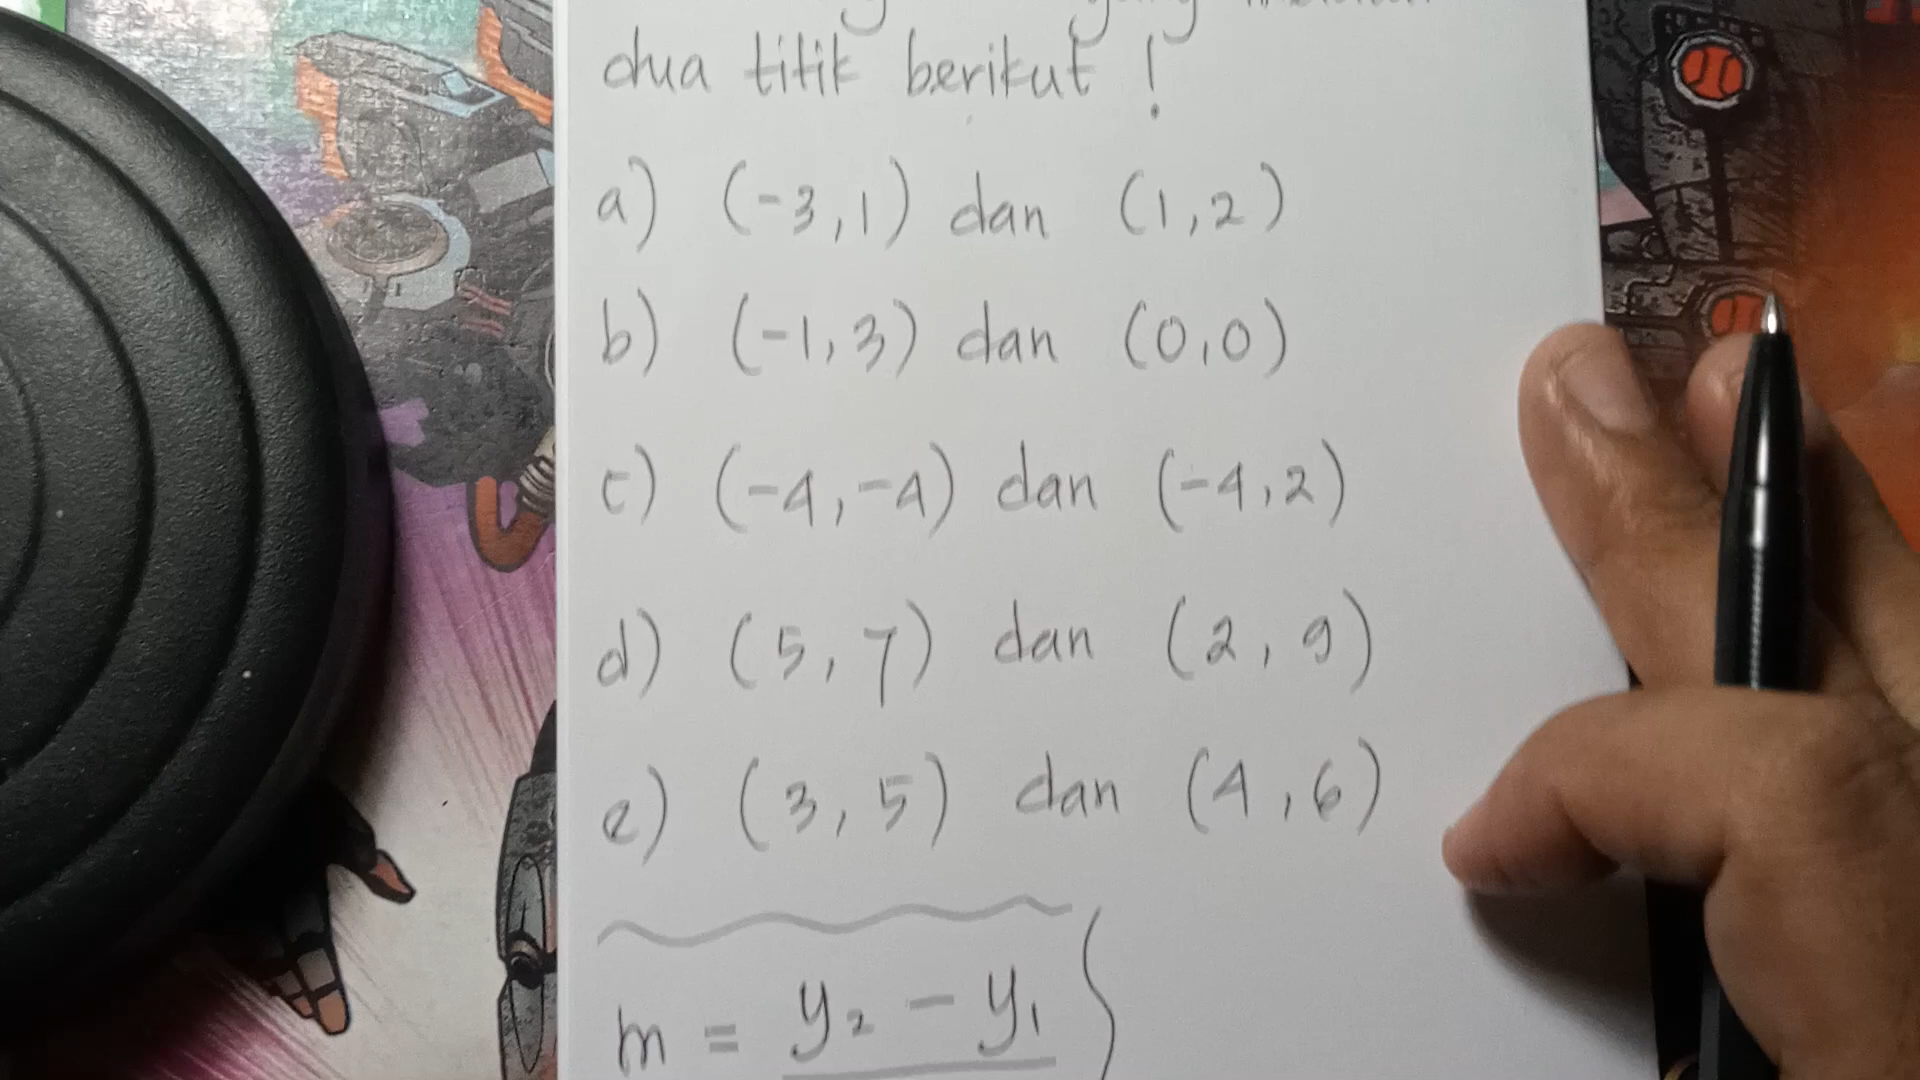 dua titik berikut !
a) (-3,1) dan (1,2)
b) (-1,3) dan (0,0)
c) (-4,-4) dan (-4,2)
d) (5,7) dan (2,9)
e) (3,5) dan (4,6)
m = y₂ - y₁